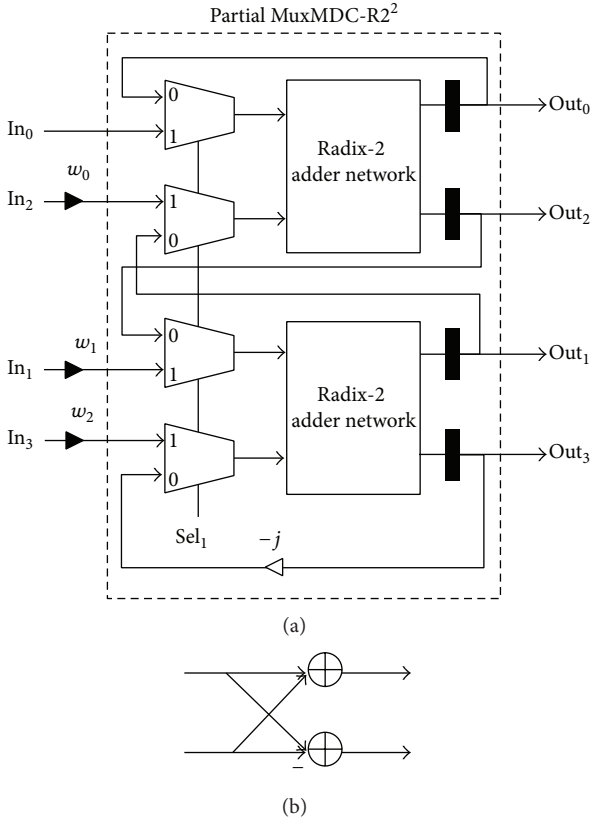 Partial MuxMDC-R2²
0
In₀
1
Radix-2
adder network
Out₀
w₀
In₂
1
0
Out₂
0
w₁
In₁
1
Radix-2
adder network
Out₁
w₂
In₃
1
0
Out₃
Sel₁
−j
(a)
−
(b)